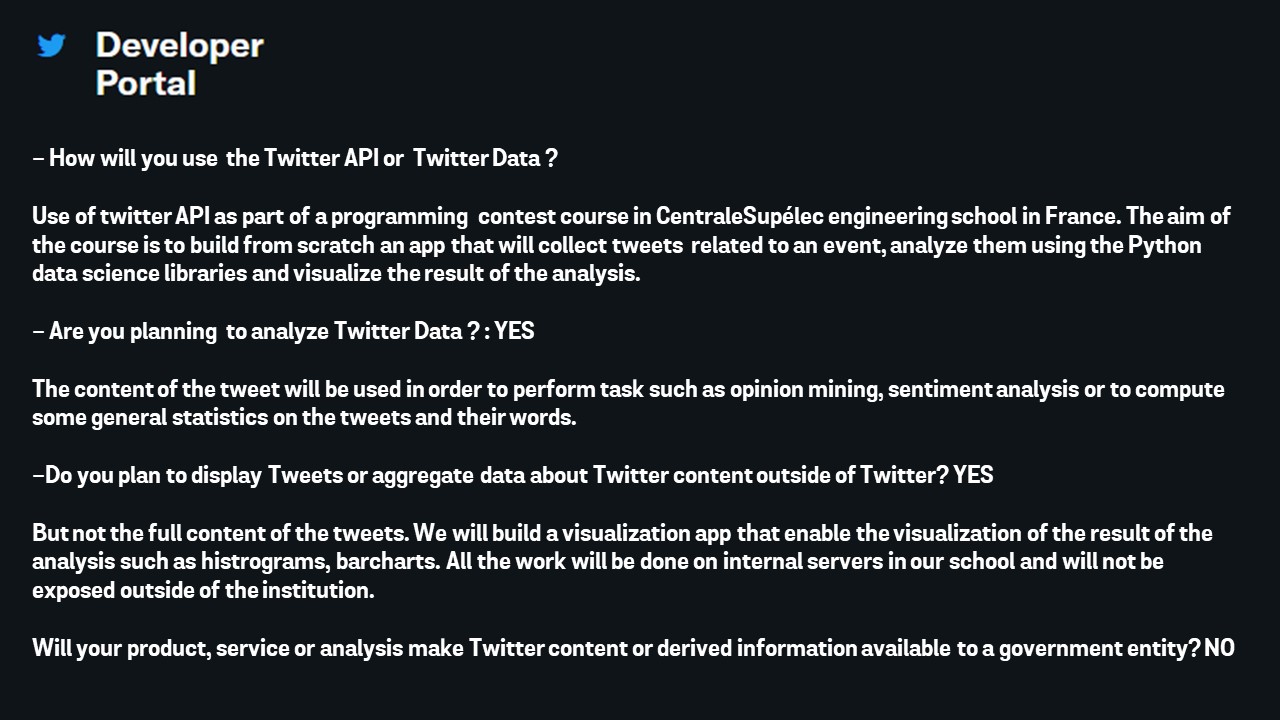 Developer
Portal
– How will you use the Twitter API or Twitter Data ?
Use of twitter API as part of a programming contest course in CentraleSupélec engineering school in France. The aim of
the course is to build from scratch an app that will collect tweets related to an event, analyze them using the Python
data science libraries and visualize the result of the analysis.
– Are you planning to analyze Twitter Data ? : YES
The content of the tweet will be used in order to perform task such as opinion mining, sentiment analysis or to compute
some general statistics on the tweets and their words.
–Do you plan to display Tweets or aggregate data about Twitter content outside of Twitter? YES
But not the full content of the tweets. We will build a visualization app that enable the visualization of the result of the
analysis such as histrograms, barcharts. All the work will be done on internal servers in our school and will not be
exposed outside of the institution.
Will your product, service or analysis make Twitter content or derived information available to a government entity? NO